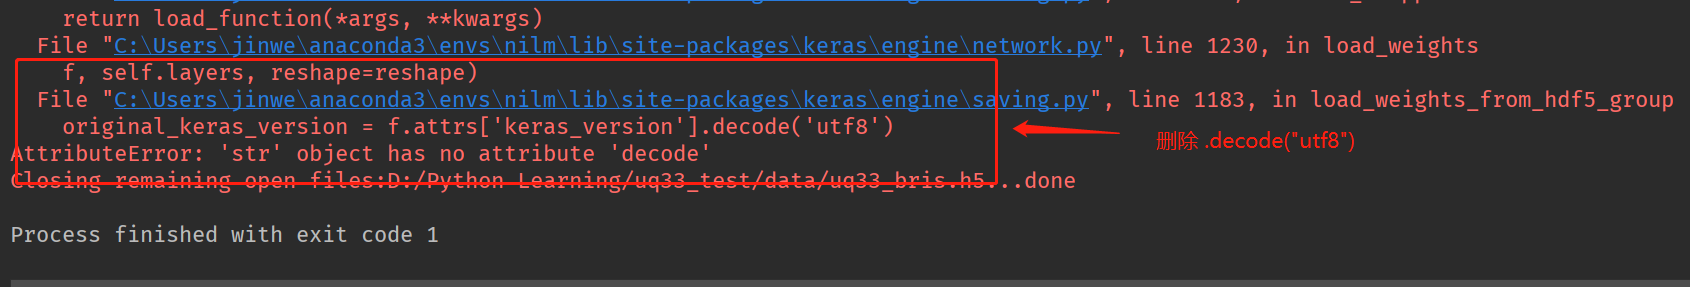 return load_function(*args, **kwargs)
File "C:\Users\jinwe\anaconda3\envs\nilm\lib\site-packages\keras\engine\network.py", line 1230, in load_weights
f, self.layers, reshape=reshape)
File "C:\Users\jinwe\anaconda3\envs\nilm\lib\site-packages\keras\engine\saving.py", line 1183, in load_weights_from_hdf5_group
original_keras_version = f.attrs['keras_version'].decode('utf8')
删除 .decode("utf8")
AttributeError: 'str' object has no attribute 'decode'
Closing remaining open files:D:/Python Learning/uq33_test/data/uq33_bris.h5...done
Process finished with exit code 1